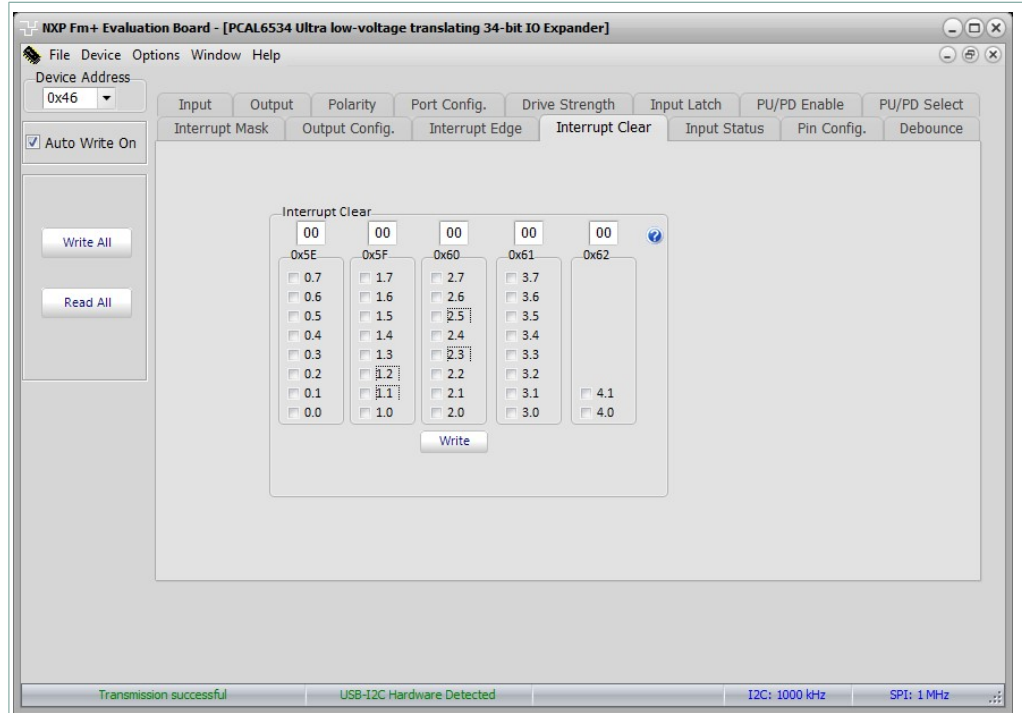 NXP Fm+ Evaluation Board - [PCAL6534 Ultra low-voltage translating 34-bit IO Expander]
File Device Options Window Help
Device Address
0x46
Auto Write On
Write All
Read All
Input Output Polarity Port Config. Drive Strength Input Latch PU/PD Enable PU/PD Select
Interrupt Mask Output Config. Interrupt Edge Interrupt Clear Input Status Pin Config. Debounce
Interrupt Clear
00 00 00 00 00
0x5E 0x5F 0x60 0x61 0x62
0.7 1.7 2.7 3.7
0.6 1.6 2.6 3.6
0.5 1.5 2.5 3.5
0.4 1.4 2.4 3.4
0.3 1.3 2.3 3.3
0.2 1.2 2.2 3.2
0.1 1.1 2.1 3.1 4.1
0.0 1.0 2.0 3.0 4.0
Write
Transmission successful USB-I2C Hardware Detected I2C: 1000 kHz SPI: 1 MHz